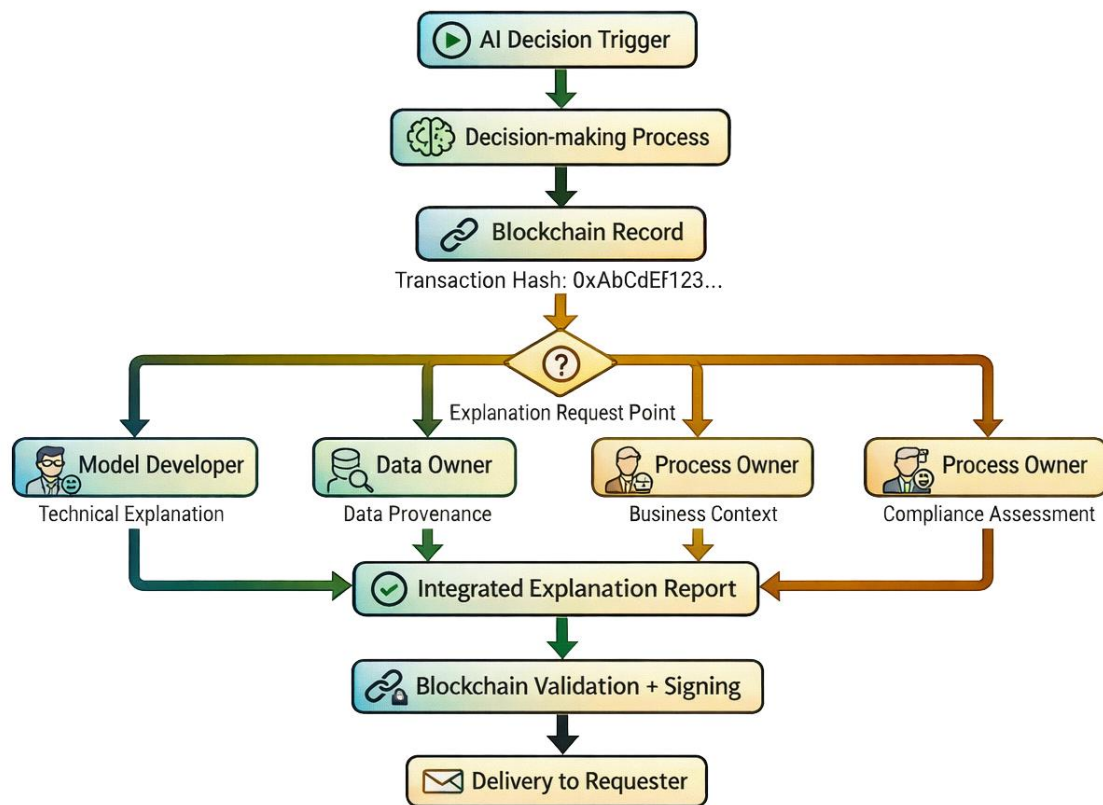 AI Decision Trigger
Decision-making Process
Blockchain Record
Transaction Hash: 0xAbCdEf123...
?
Explanation Request Point
Model Developer
Data Owner
Process Owner
Process Owner
Technical Explanation
Data Provenance
Business Context
Compliance Assessment
Integrated Explanation Report
Blockchain Validation + Signing
Delivery to Requester